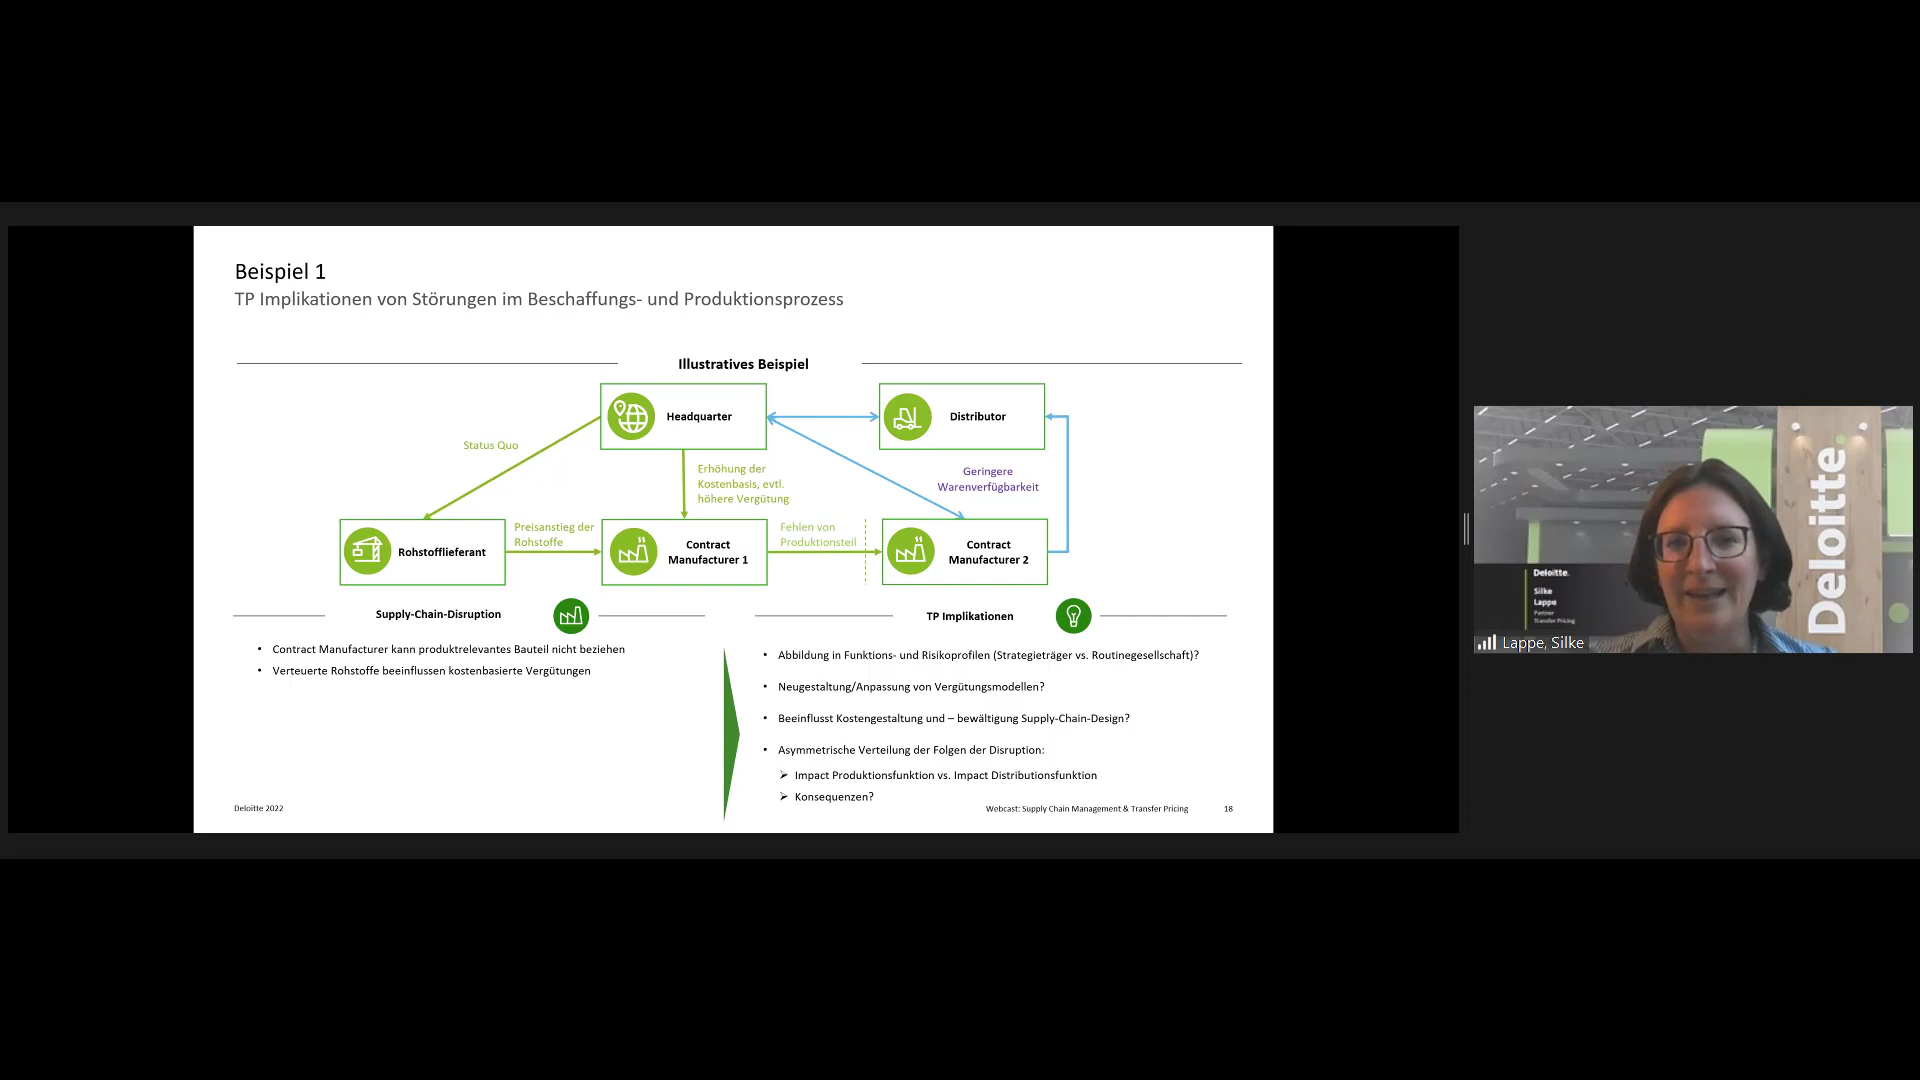 Beispiel 1
TP Implikationen von Störungen im Beschaffungs- und Produktionsprozess
Illustratives Beispiel
Headquarter
Distributor
Status Quo
Erhöhung der
Kostenbasis, evtl.
höhere Vergütung
Geringere
Warenverfügbarkeit
Rohstofflieferant
Preisanstieg der
Rohstoffe
Contract
Manufacturer 1
Fehlen von
Produktionsteil
Contract
Manufacturer 2
Supply-Chain-Disruption
• Contract Manufacturer kann produktrelevantes Bauteil nicht beziehen
• Verteuerte Rohstoffe beeinflussen kostenbasierte Vergütungen
TP Implikationen
• Abbildung in Funktions- und Risikoprofilen (Strategieträger vs. Routinegesellschaft)?
• Neugestaltung/Anpassung von Vergütungsmodellen?
• Beeinflusst Kostengestaltung und – bewältigung Supply-Chain-Design?
• Asymmetrische Verteilung der Folgen der Disruption:
➢ Impact Produktionsfunktion vs. Impact Distributionsfunktion
➢ Konsequenzen?
Deloitte 2022
Webcast: Supply Chain Management & Transfer Pricing
18
Deloitte.
Deloitte.
Silke
Lappe
Partner
Transfer Pricing
Lappe, Silke